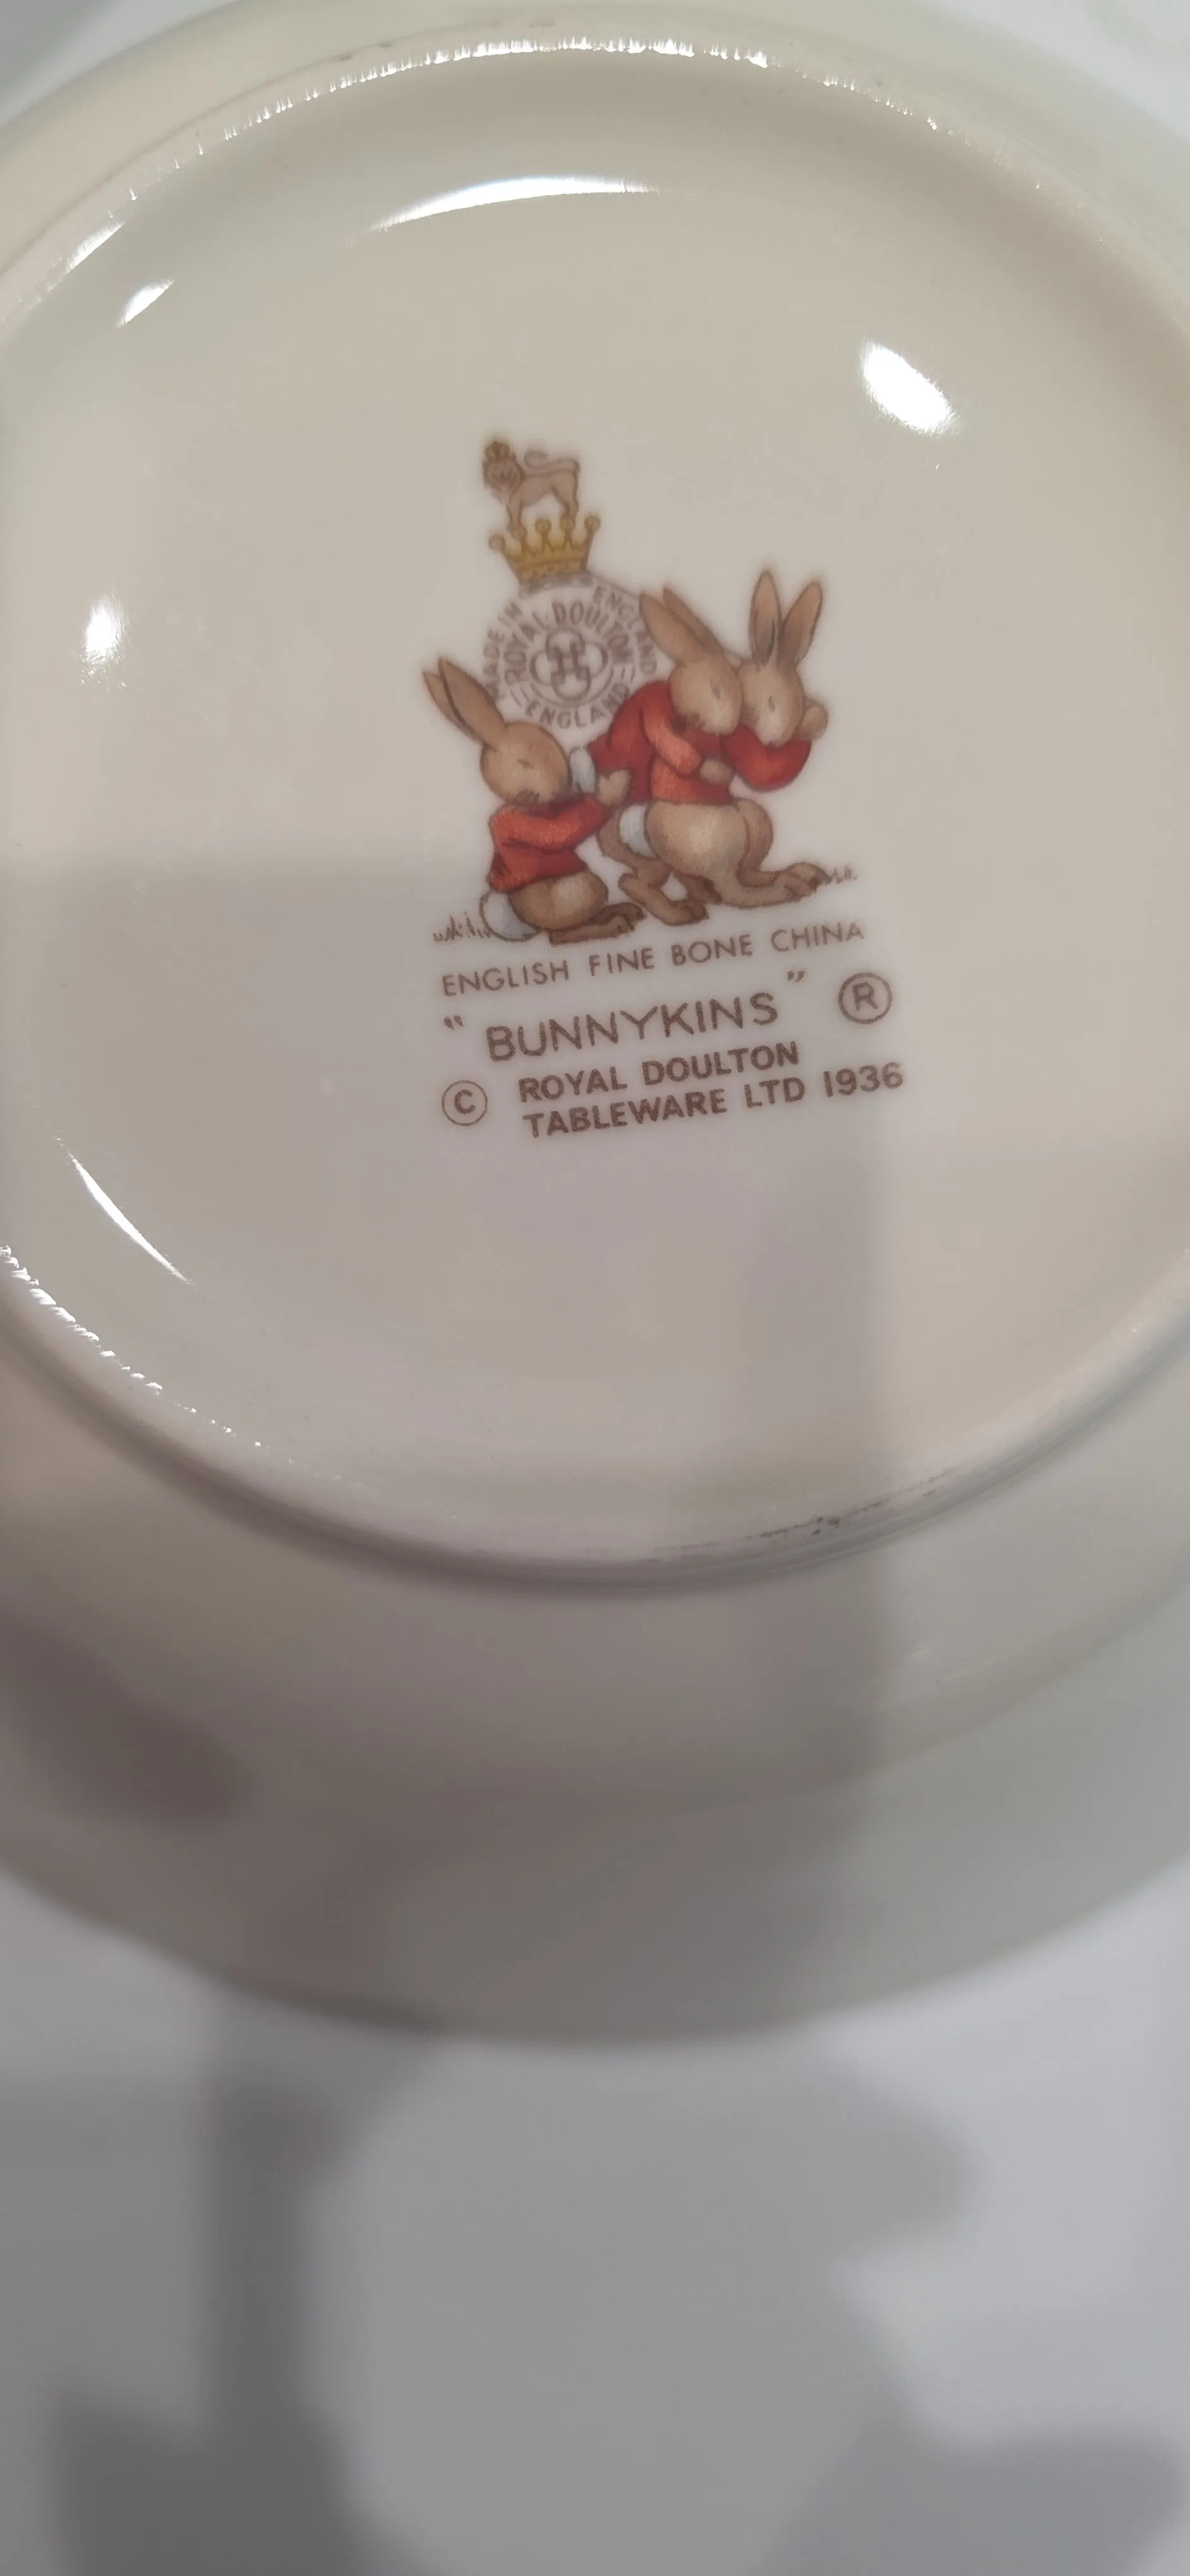 MADE IN ENGLAND
ROYAL·DOULTON
ENGLAND
ENGLISH FINE BONE CHINA
“BUNNYKINS” ®
© ROYAL DOULTON
TABLEWARE LTD 1936